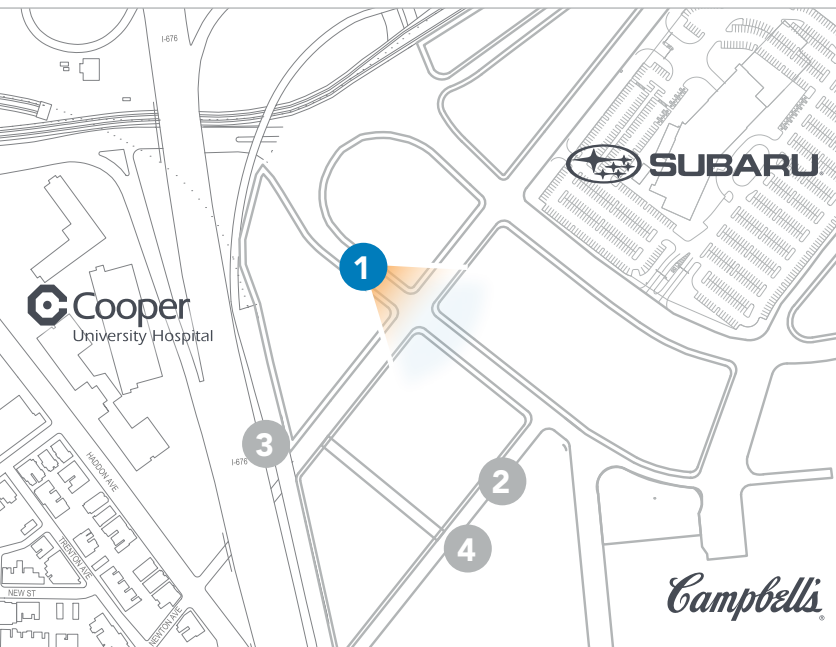 I-676
SUBARU
1
Cooper
University Hospital
3
I-676
HADDON AVE
2
4
TRENTON AVE
NEW ST
NEWTON AVE
Campbell's®